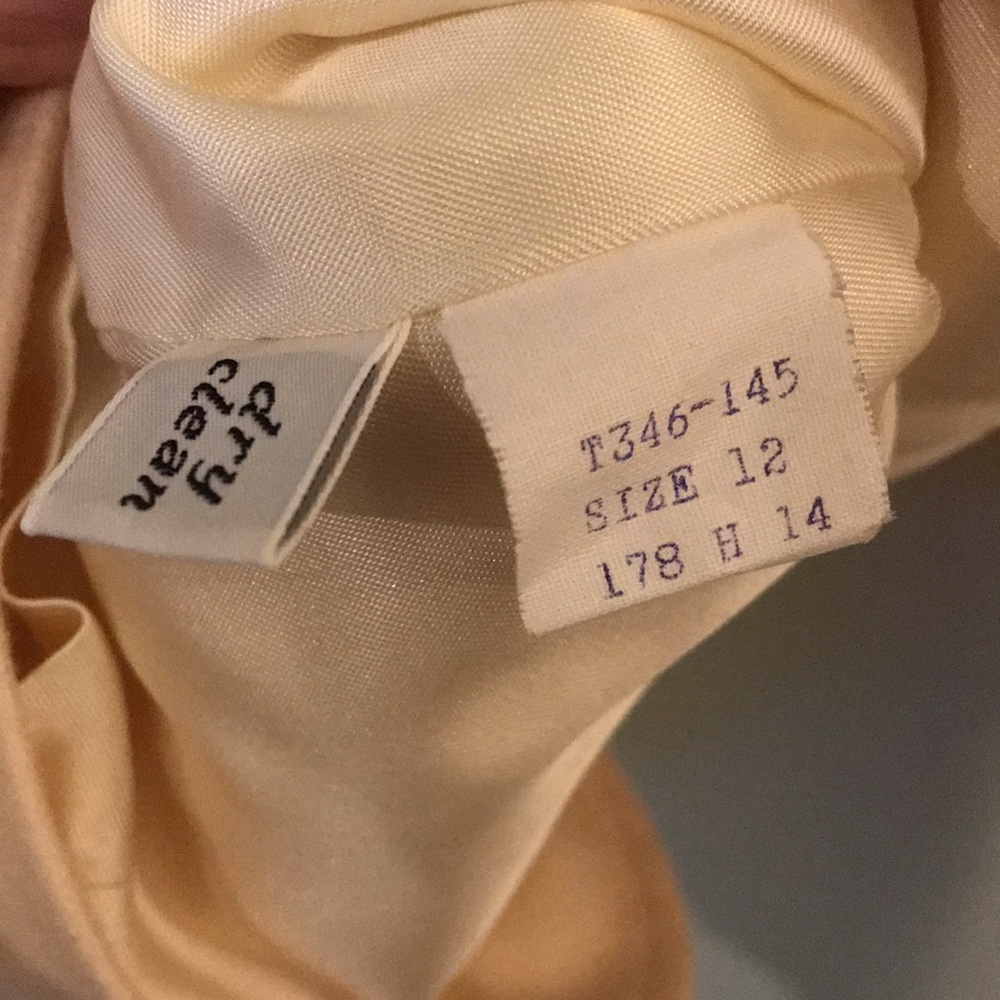 dry
clean
T346-145
SIZE 12
178 H 14